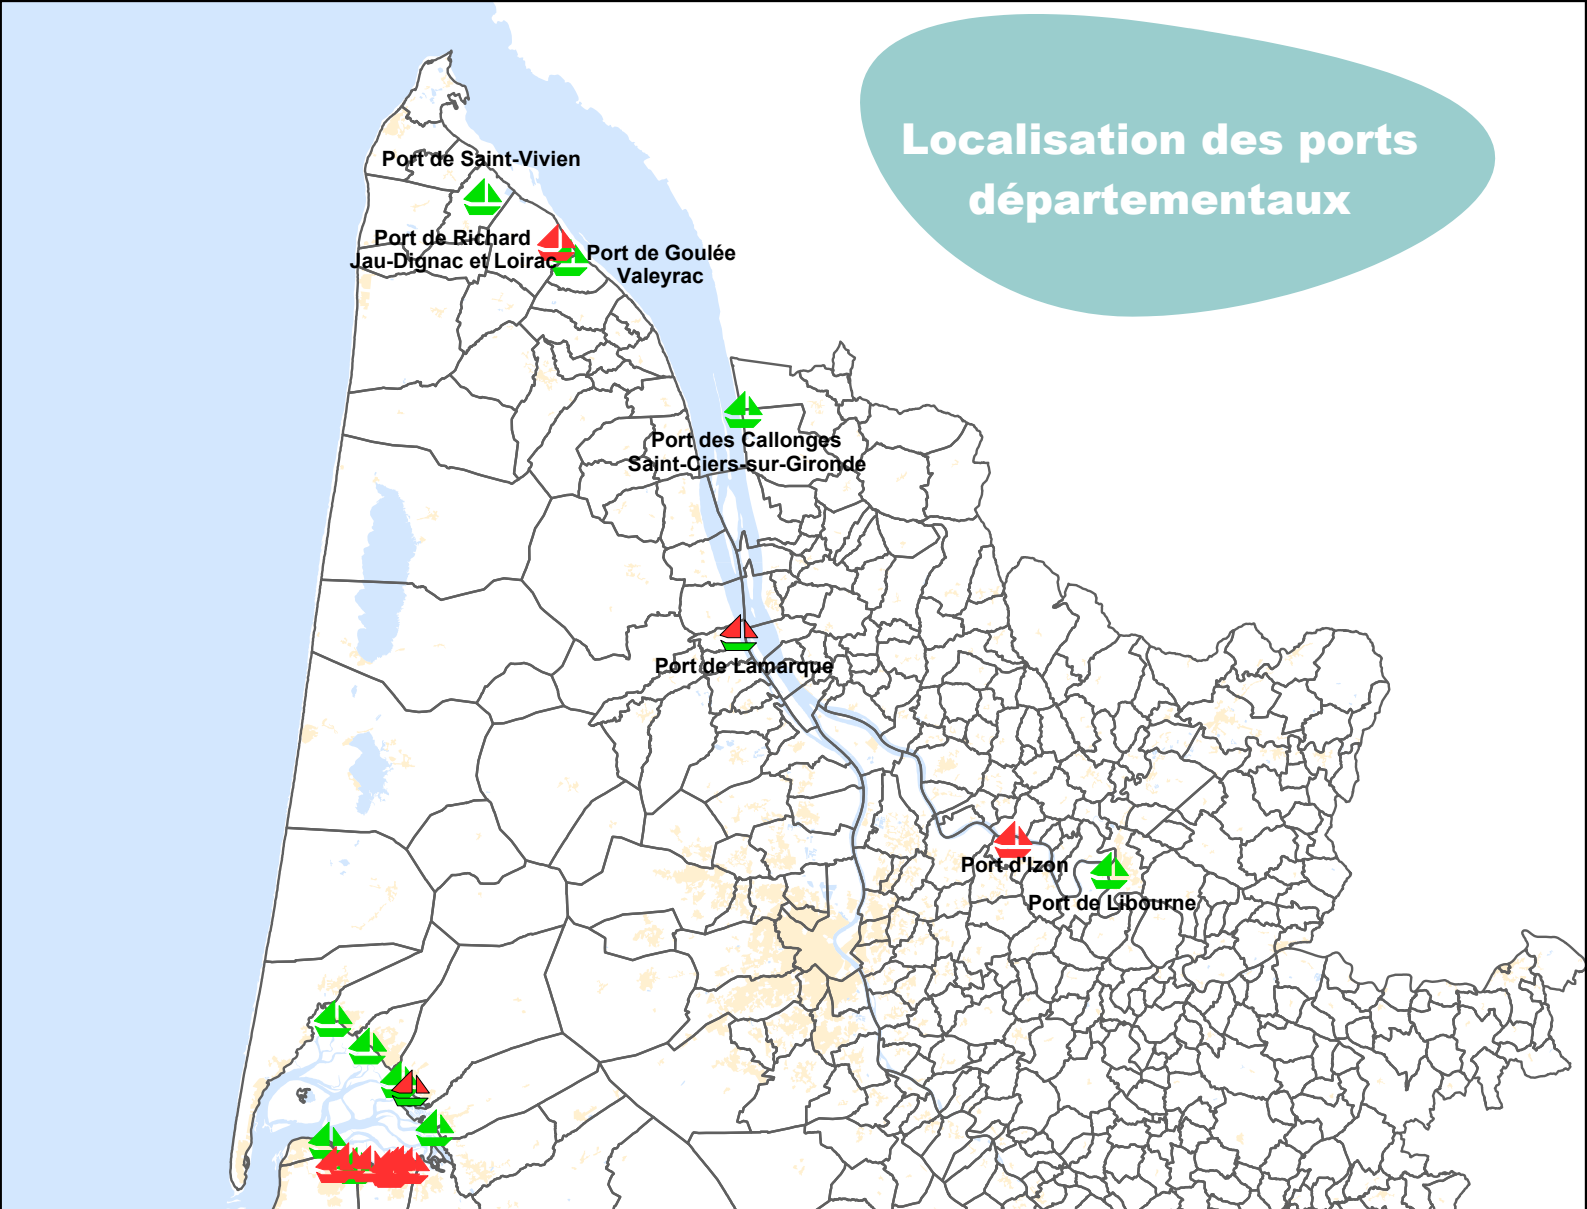 Localisation des ports
départementaux
Port de Saint-Vivien
Port de Richard
Jau-Dignac et Loirac
Port de Goulée
Valeyrac
Port des Callonges
Saint-Ciers-sur-Gironde
Port de Lamarque
Port d'Izon
Port de Libourne